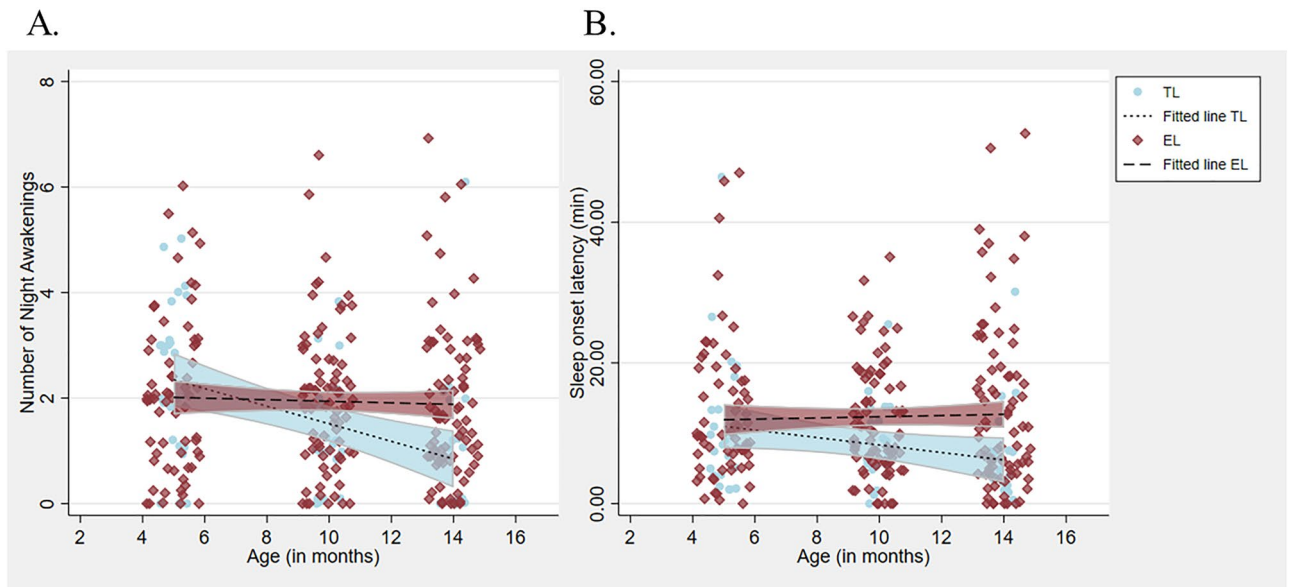 A.
B.
Number of Night Awakenings
8
6
4
2
0
2 4 6 8 10 12 14 16
Age (in months)
Sleep onset latency (min)
60.00
40.00
20.00
0.00
2 4 6 8 10 12 14 16
Age (in months)
TL
Fitted line TL
EL
Fitted line EL